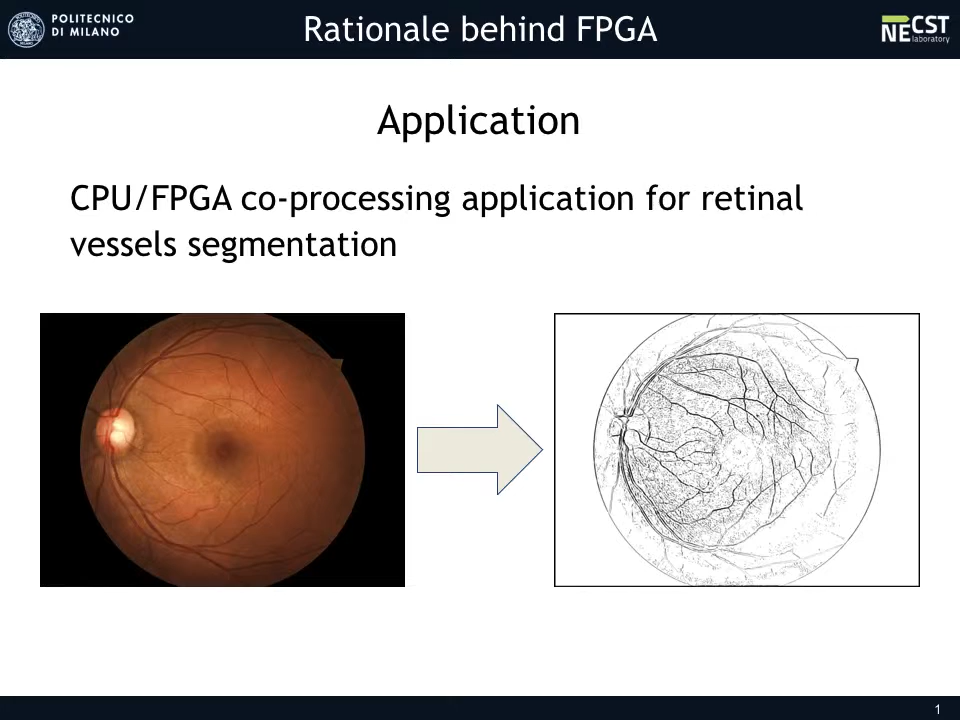 POLITECNICO
DI MILANO
Rationale behind FPGA
NECST
laboratory
Application
CPU/FPGA co-processing application for retinal
vessels segmentation
1